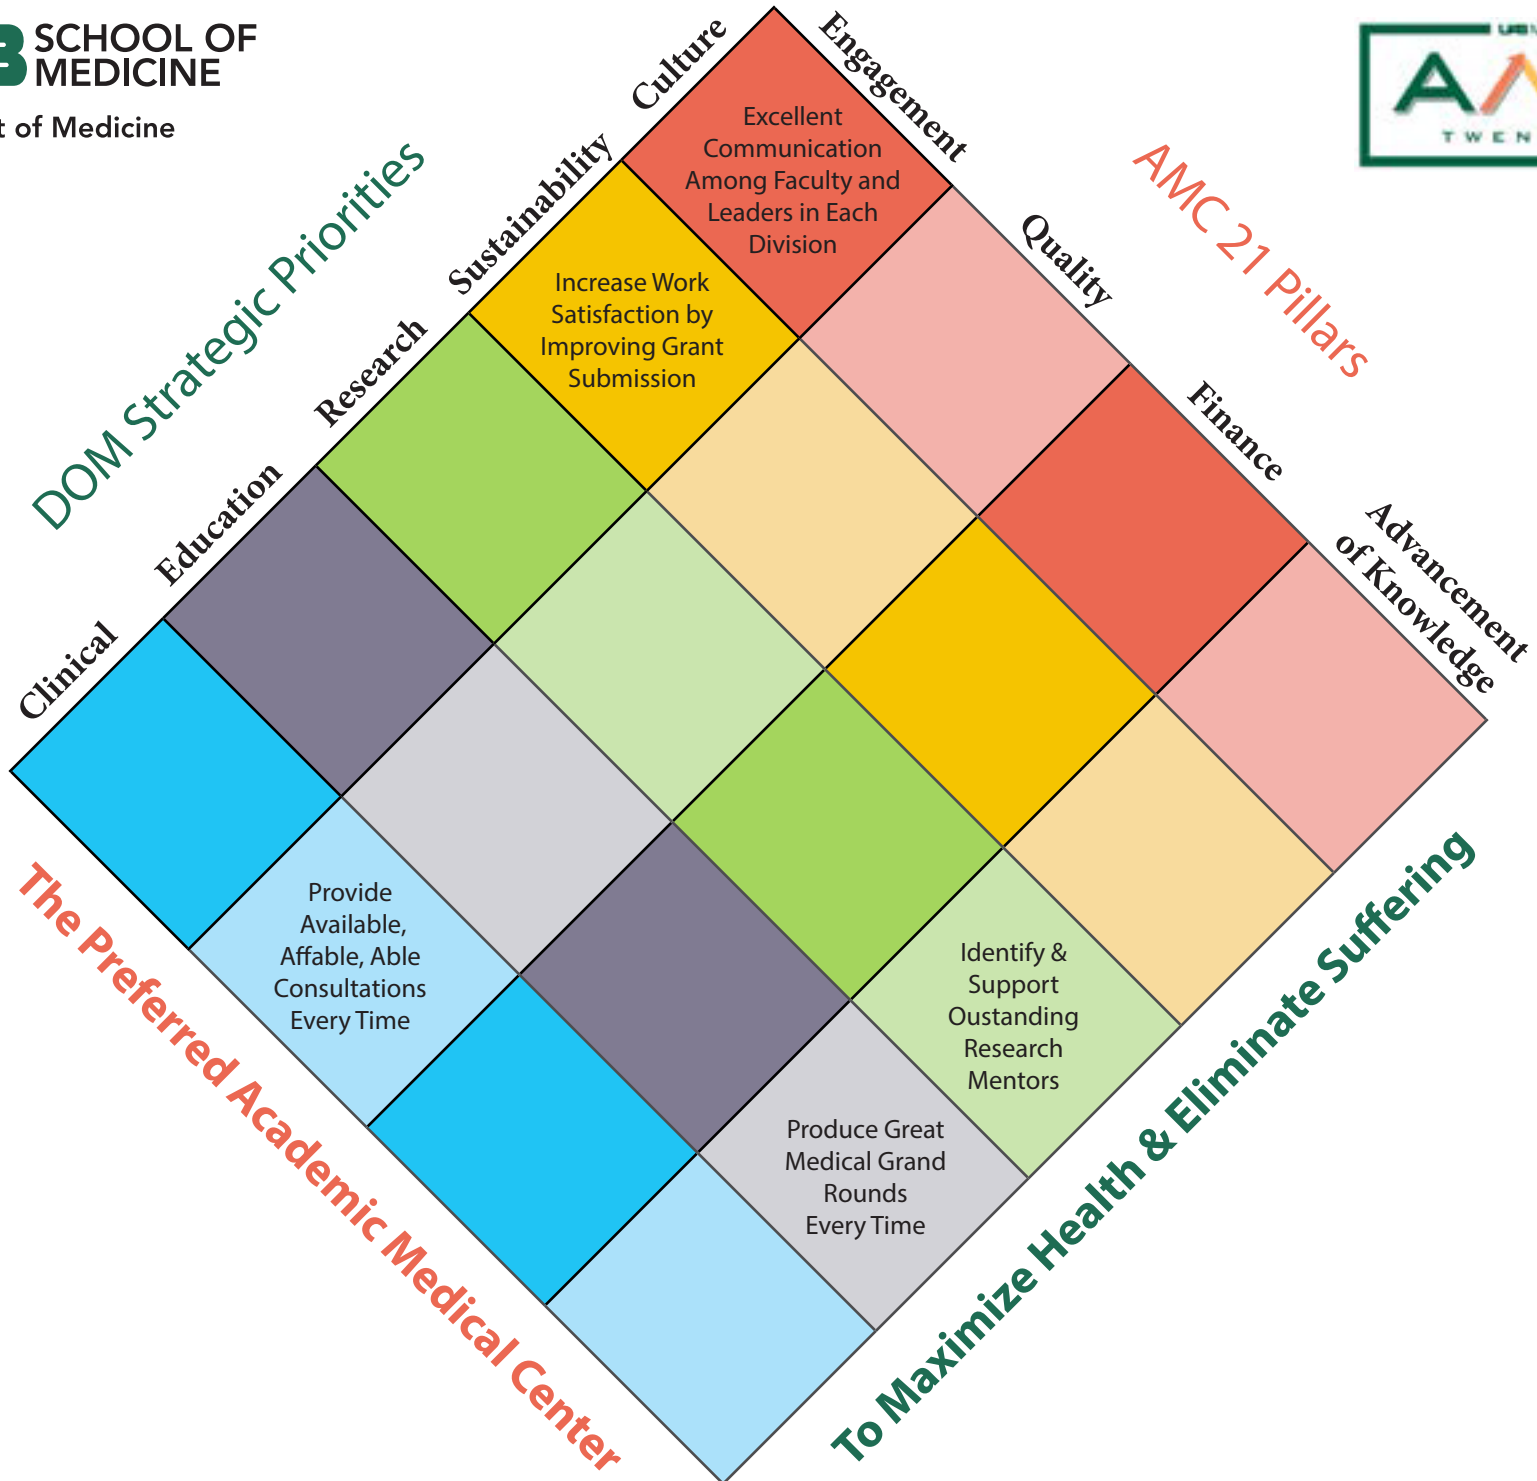 SCHOOL OF
MEDICINE
t of Medicine
DOM Strategic Priorities
AMC 21 Pillars
TWEN
Culture
Sustainability
Research
Education
Clinical
Engagement
Quality
Finance
Advancement
of Knowledge
Excellent
Communication
Among Faculty and
Leaders in Each
Division
Increase Work
Satisfaction by
Improving Grant
Submission
Provide
Available,
Affable, Able
Consultations
Every Time
Identify &
Support
Oustanding
Research
Mentors
Produce Great
Medical Grand
Rounds
Every Time
The Preferred Academic Medical Center
To Maximize Health & Eliminate Suffering